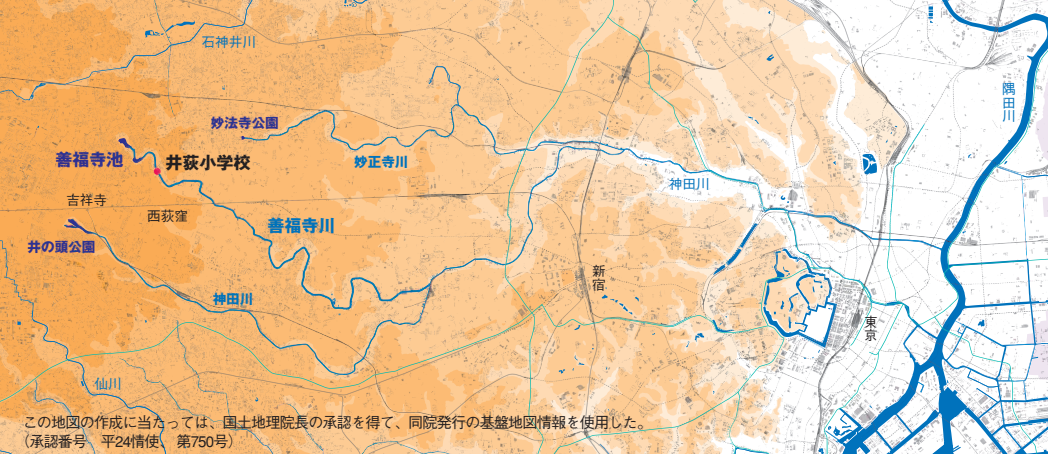 石神井川
隅田川
妙法寺公園
善福寺池
井荻小学校
妙正寺川
神田川
吉祥寺
西荻窪
善福寺川
井の頭公園
新宿
神田川
東京
仙川
この地図の作成に当たっては、国土地理院長の承認を得て、同院発行の基盤地図情報を使用した。
（承認番号　平24情使、第750号）